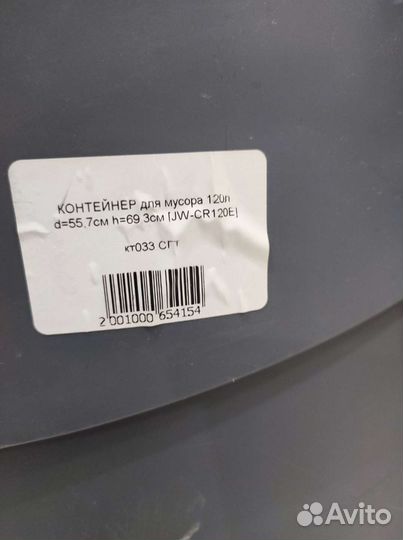 КОНТЕЙНЕР для мусора 120л
d=55,7см h=69.3см [JW-CR120E]
кт033 СГТ
2 001000 654154
Avito